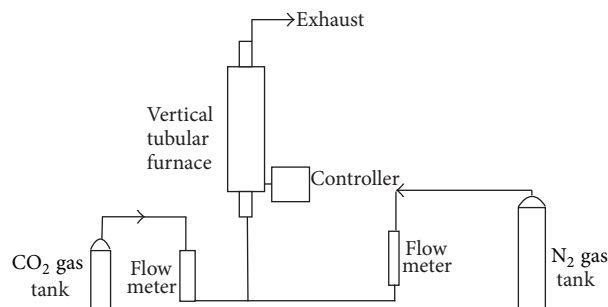 Exhaust
Vertical
tubular
furnace
Controller
CO₂ gas
tank
Flow
meter
Flow
meter
N₂ gas
tank